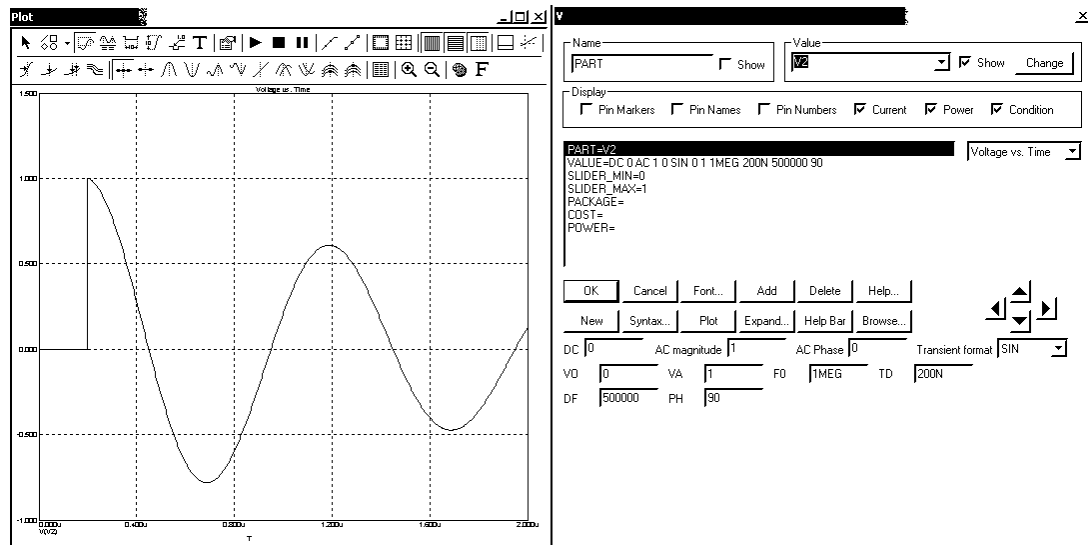 Plot
T
F
Voltage vs. Time
1.500
1.000
0.500
0.000
-0.500
-1.000
0.000u 0.400u 0.800u 1.200u 1.600u 2.000u
V(V2)
T
V
Name
PART
Show
Value
V2
Show
Change
Display
Pin Markers Pin Names Pin Numbers Current Power Condition
PART=V2
VALUE=DC 0 AC 1 0 SIN 0 1 1MEG 200N 500000 90
SLIDER_MIN=0
SLIDER_MAX=1
PACKAGE=
COST=
POWER=
Voltage vs. Time
OK Cancel Font... Add Delete Help...
New Syntax... Plot Expand... Help Bar Browse...
DC 0 AC magnitude 1 AC Phase 0 Transient format SIN
VO 0 VA 1 F0 1MEG TD 200N
DF 500000 PH 90